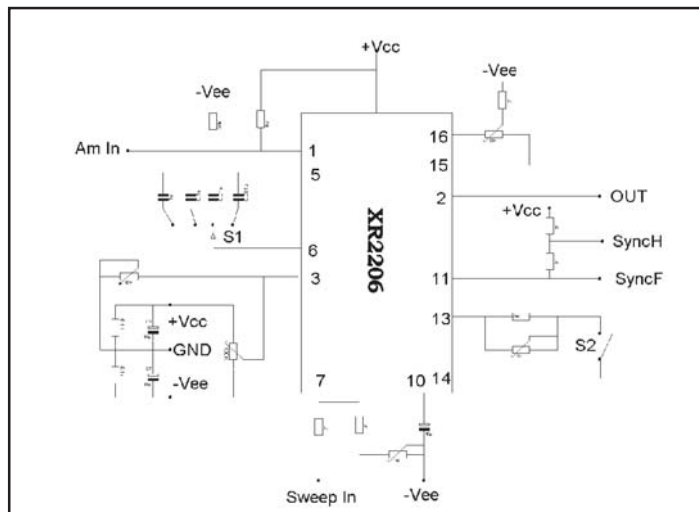 +Vcc
-Vee
-Vee
Am In
1
16
15
5
2
OUT
+Vcc
S1
SyncH
6
XR2206
3
11
SyncF
13
+Vcc
GND
S2
-Vee
7
10
14
Sweep In
-Vee